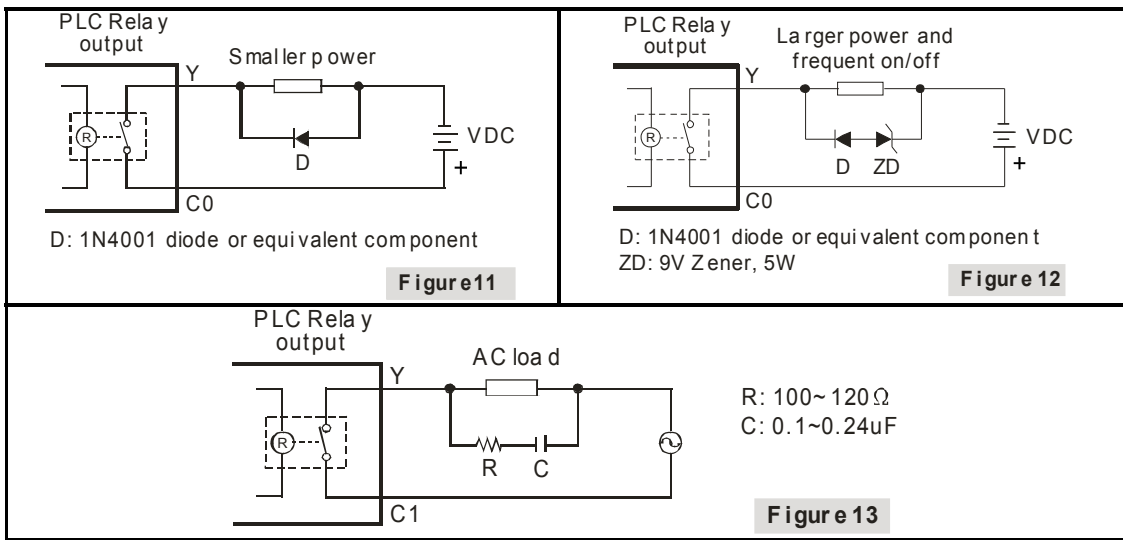 PLC Relay
output
Smaller power
Y
R
D
VDC
+
C0
D: 1N4001 diode or equivalent component
Figure11
PLC Relay
output
Larger power and
frequent on/off
Y
R
D ZD
VDC
+
C0
D: 1N4001 diode or equivalent component
ZD: 9V Zener, 5W
Figure 12
PLC Relay
output
AC load
Y
R
R C
C1
R: 100~120Ω
C: 0.1~0.24uF
Figure 13